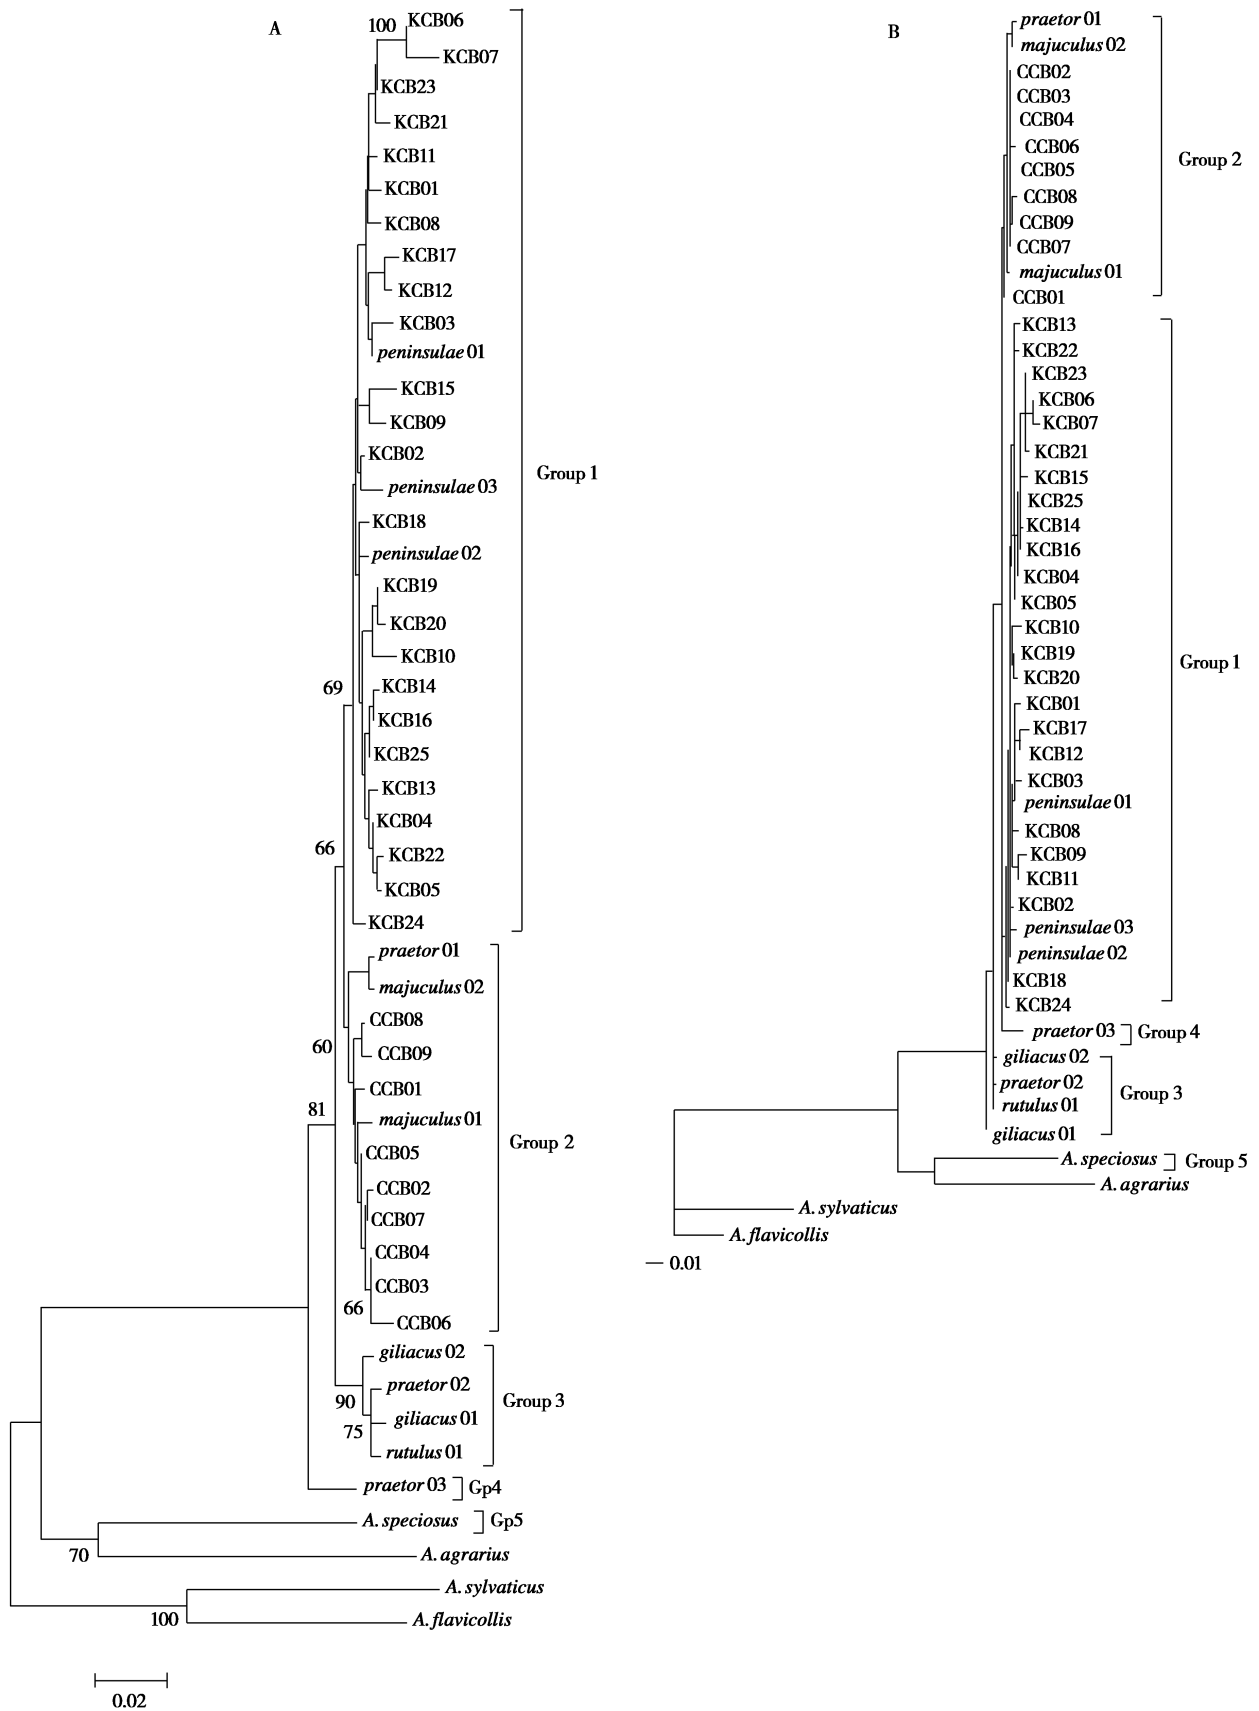 A
100
KCB06
KCB07
KCB23
KCB21
KCB11
KCB01
KCB08
KCB17
KCB12
KCB03
peninsulae 01
KCB15
KCB09
KCB02
peninsulae 03
Group 1
KCB18
peninsulae 02
KCB19
KCB20
KCB10
69
KCB14
KCB16
KCB25
KCB13
KCB04
66
KCB22
KCB05
KCB24
praetor 01
majuculus 02
CCB08
60
CCB09
CCB01
81
majuculus 01
Group 2
CCB05
CCB02
CCB07
CCB04
CCB03
66
CCB06
giliacus 02
praetor 02
90
Group 3
giliacus 01
75
rutulus 01
praetor 03
Gp4
A. speciosus
Gp5
70
A. agrarius
A. sylvaticus
100
A. flavicollis
0.02
B
praetor 01
majuculus 02
CCB02
CCB03
CCB04
CCB06
Group 2
CCB05
CCB08
CCB09
CCB07
majuculus 01
CCB01
KCB13
KCB22
KCB23
KCB06
KCB07
KCB21
KCB15
KCB25
KCB14
KCB16
KCB04
KCB05
KCB10
KCB19
Group 1
KCB20
KCB01
KCB17
KCB12
KCB03
peninsulae 01
KCB08
KCB09
KCB11
KCB02
peninsulae 03
peninsulae 02
KCB18
KCB24
praetor 03
Group 4
giliacus 02
praetor 02
Group 3
rutulus 01
giliacus 01
A. speciosus
Group 5
A. agrarius
A. sylvaticus
A. flavicollis
0.01